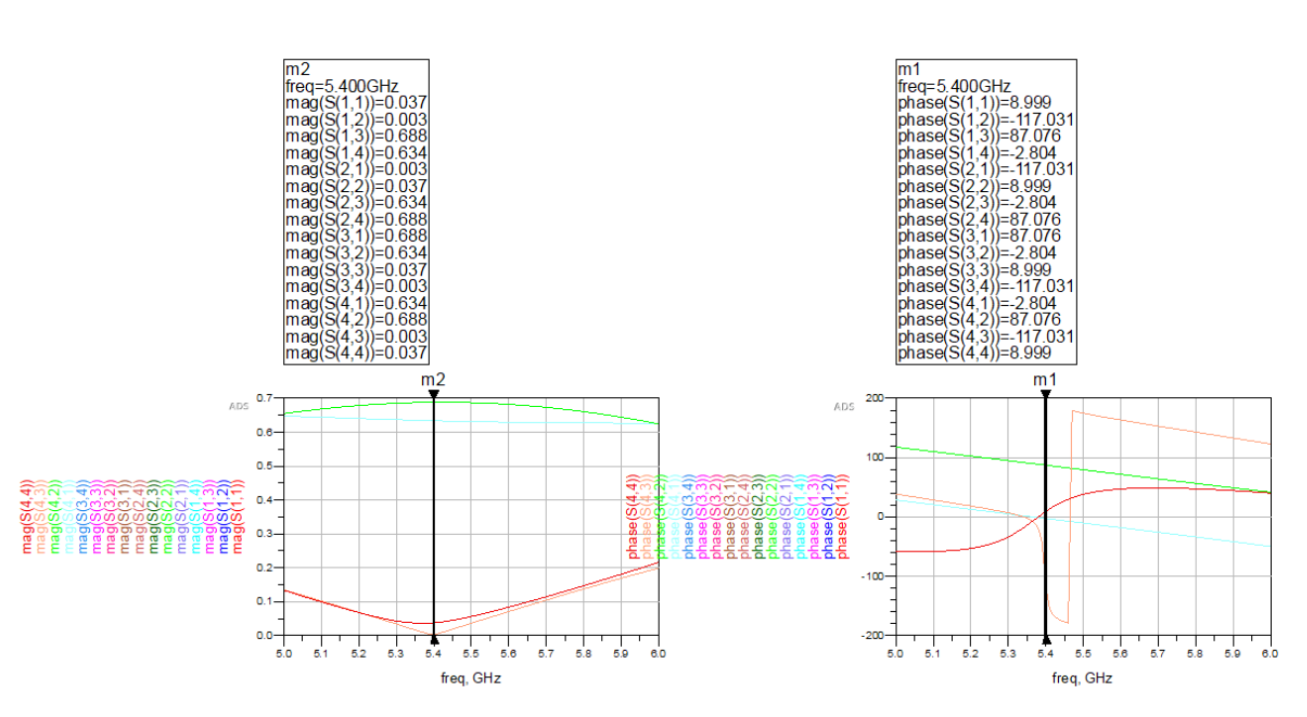 m2
freq=5.400GHz
mag(S(1,1))=0.037
mag(S(1,2))=0.003
mag(S(1,3))=0.688
mag(S(1,4))=0.634
mag(S(2,1))=0.003
mag(S(2,2))=0.037
mag(S(2,3))=0.634
mag(S(2,4))=0.688
mag(S(3,1))=0.688
mag(S(3,2))=0.634
mag(S(3,3))=0.037
mag(S(3,4))=0.003
mag(S(4,1))=0.634
mag(S(4,2))=0.688
mag(S(4,3))=0.003
mag(S(4,4))=0.037
m2
ADS
0.7
0.6
0.5
0.4
0.3
0.2
0.1
0.0
mag(S(4,4))
mag(S(4,3))
mag(S(4,2))
mag(S(4,1))
mag(S(3,4))
mag(S(3,3))
mag(S(3,2))
mag(S(3,1))
mag(S(2,4))
mag(S(2,3))
mag(S(2,2))
mag(S(2,1))
mag(S(1,4))
mag(S(1,3))
mag(S(1,2))
mag(S(1,1))
5.0 5.1 5.2 5.3 5.4 5.5 5.6 5.7 5.8 5.9 6.0
freq, GHz
m1
freq=5.400GHz
phase(S(1,1))=8.999
phase(S(1,2))=-117.031
phase(S(1,3))=87.076
phase(S(1,4))=-2.804
phase(S(2,1))=-117.031
phase(S(2,2))=8.999
phase(S(2,3))=-2.804
phase(S(2,4))=87.076
phase(S(3,1))=87.076
phase(S(3,2))=-2.804
phase(S(3,3))=8.999
phase(S(3,4))=-117.031
phase(S(4,1))=-2.804
phase(S(4,2))=87.076
phase(S(4,3))=-117.031
phase(S(4,4))=8.999
m1
ADS
200
100
0
-100
-200
phase(S(4,4))
phase(S(4,3))
phase(S(4,2))
phase(S(4,1))
phase(S(3,4))
phase(S(3,3))
phase(S(3,2))
phase(S(3,1))
phase(S(2,4))
phase(S(2,3))
phase(S(2,2))
phase(S(2,1))
phase(S(1,4))
phase(S(1,3))
phase(S(1,2))
phase(S(1,1))
5.0 5.1 5.2 5.3 5.4 5.5 5.6 5.7 5.8 5.9 6.0
freq, GHz